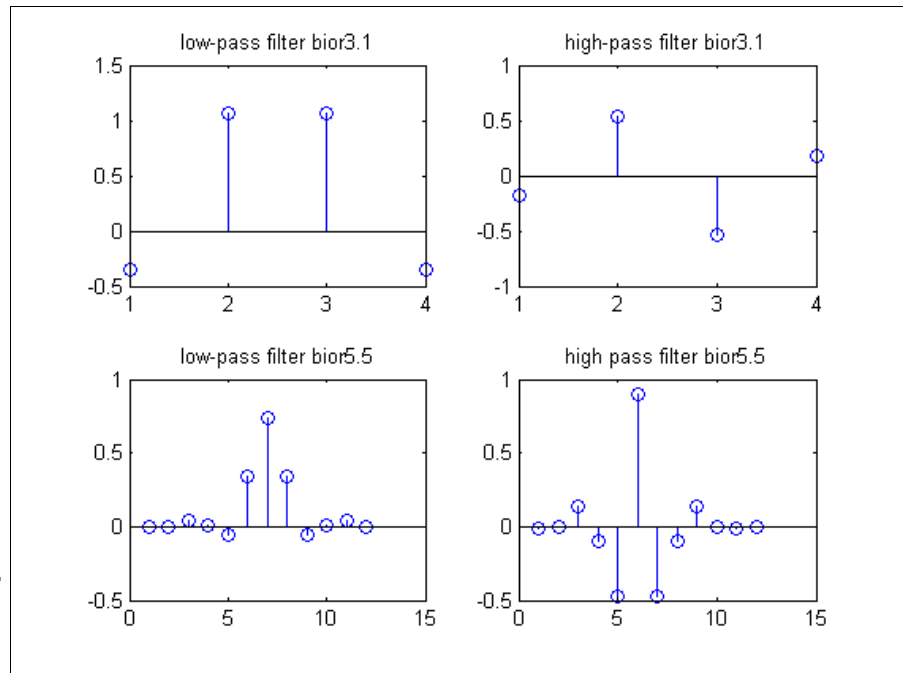 low-pass filter bior3.1
1.5
1
0.5
0
-0.5
1 2 3 4
high-pass filter bior3.1
1
0.5
0
-0.5
-1
1 2 3 4
low-pass filter bior5.5
1
0.5
0
-0.5
0 5 10 15
high pass filter bior5.5
1
0.5
0
-0.5
0 5 10 15